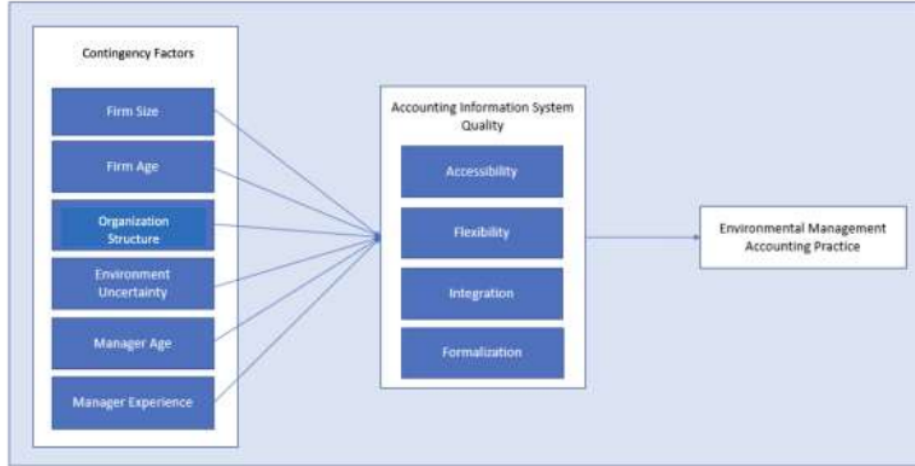 Contingency Factors
Firm Size
Firm Age
Organization
Structure
Environment
Uncertainty
Manager Age
Manager Experience
Accounting Information System
Quality
Accessibility
Flexibility
Integration
Formalization
Environmental Management
Accounting Practice